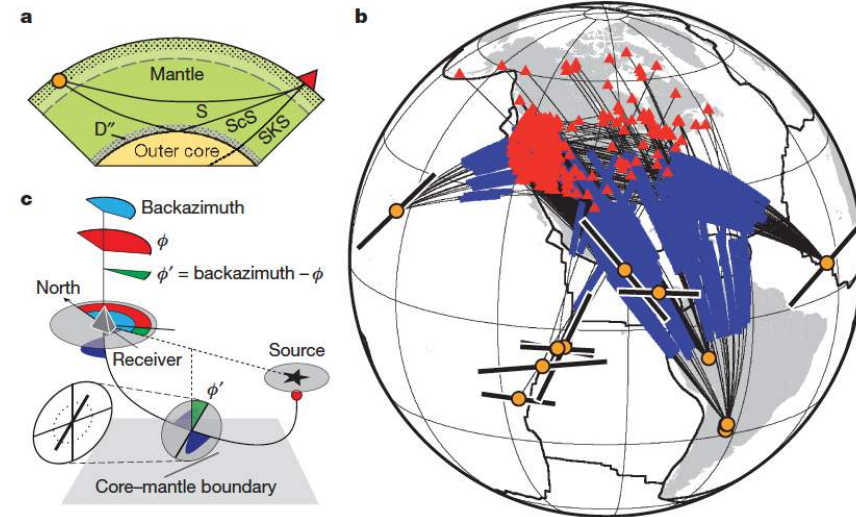 a
Mantle
S
ScS
SKS
D″
Outer core
b
c
Backazimuth
ϕ
ϕ′ = backazimuth – ϕ
North
Receiver
Source
ϕ′
Core–mantle boundary